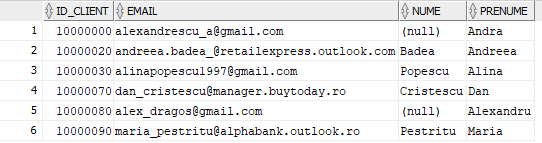 ID_CLIENT EMAIL NUME PRENUME
1 10000000 alexandrescu_a@gmail.com (null) Andra
2 10000020 andreea.badea_@retailexpress.outlook.com Badea Andreea
3 10000030 alinapopescu1997@gmail.com Popescu Alina
4 10000070 dan_cristescu@manager.buytoday.ro Cristescu Dan
5 10000080 alex_dragos@gmail.com (null) Alexandru
6 10000090 maria_pestritu@alphabank.outlook.ro Pestritu Maria